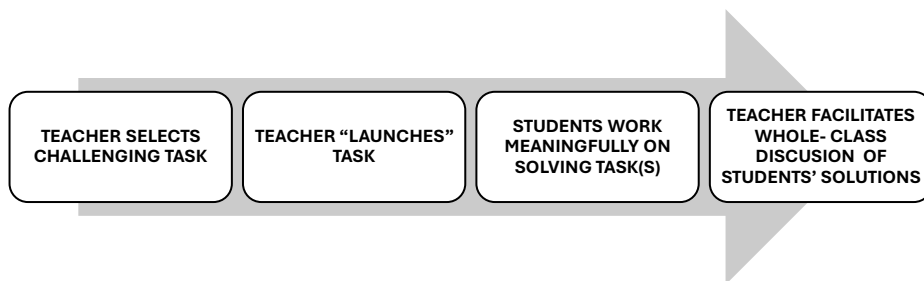 TEACHER SELECTS
CHALLENGING TASK
TEACHER “LAUNCHES”
TASK
STUDENTS WORK
MEANINGFULLY ON
SOLVING TASK(S)
TEACHER FACILITATES
WHOLE- CLASS
DISCUSION OF
STUDENTS’ SOLUTIONS